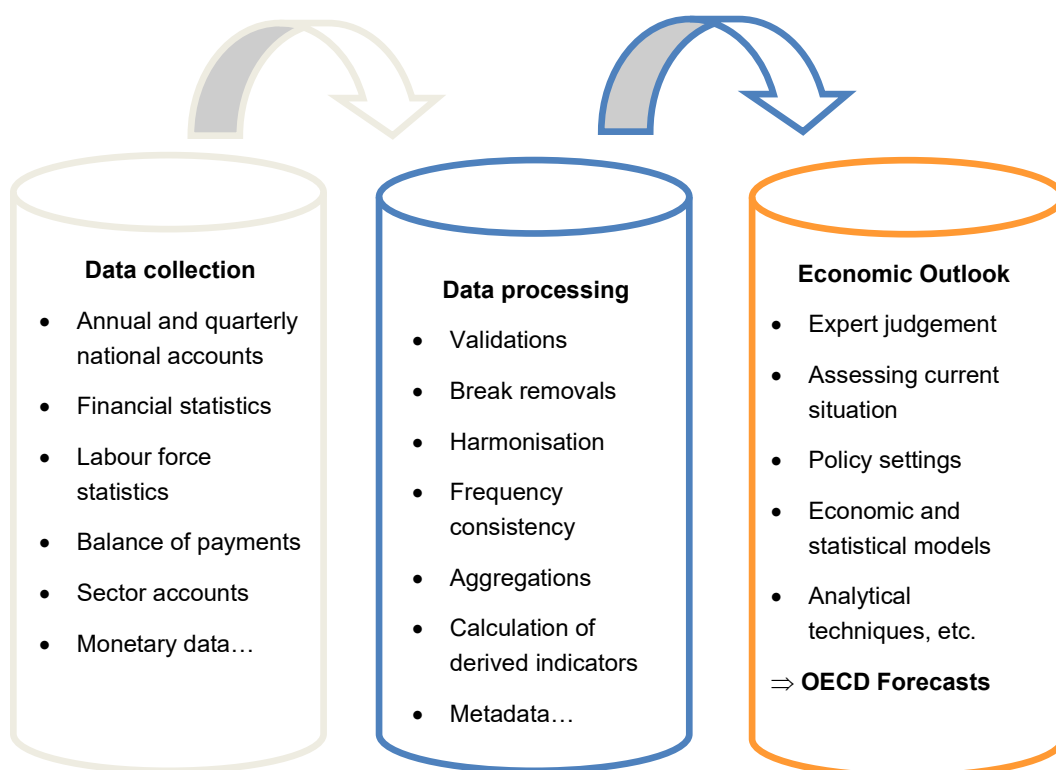 Data collection
• Annual and quarterly
national accounts
• Financial statistics
• Labour force
statistics
• Balance of payments
• Sector accounts
• Monetary data…
Data processing
• Validations
• Break removals
• Harmonisation
• Frequency
consistency
• Aggregations
• Calculation of
derived indicators
• Metadata…
Economic Outlook
• Expert judgement
• Assessing current
situation
• Policy settings
• Economic and
statistical models
• Analytical
techniques, etc.
⇒ OECD Forecasts